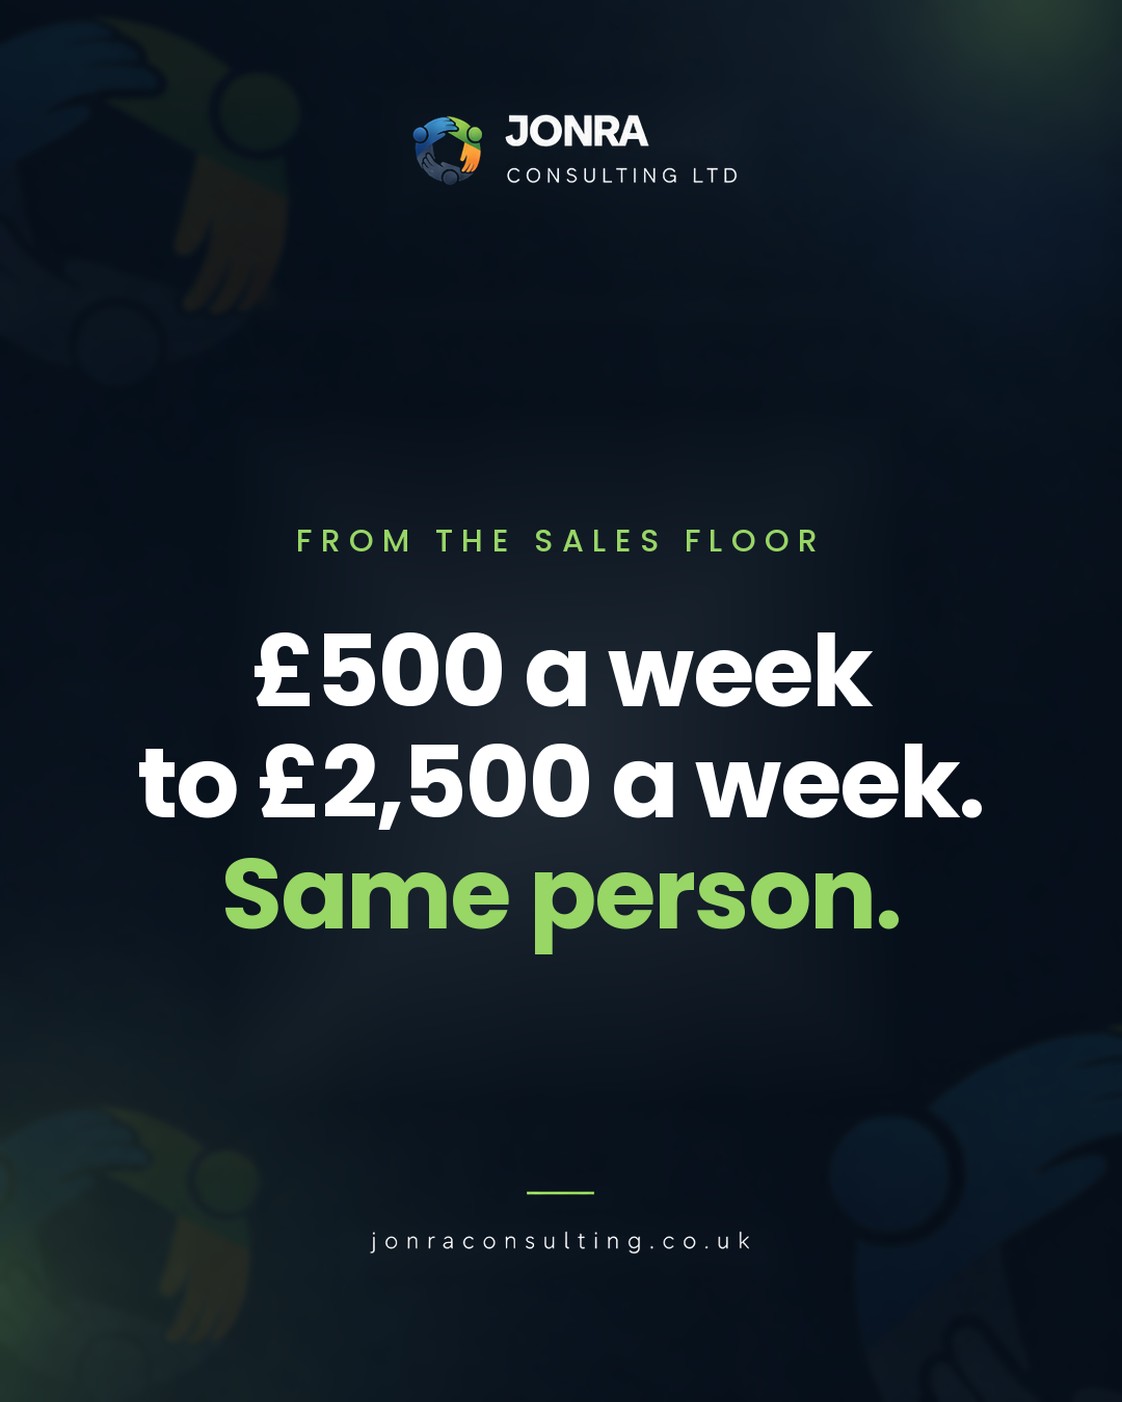 JONRA
CONSULTING LTD
FROM THE SALES FLOOR
£500 a week
to £2,500 a week.
Same person.
jonraconsulting.co.uk